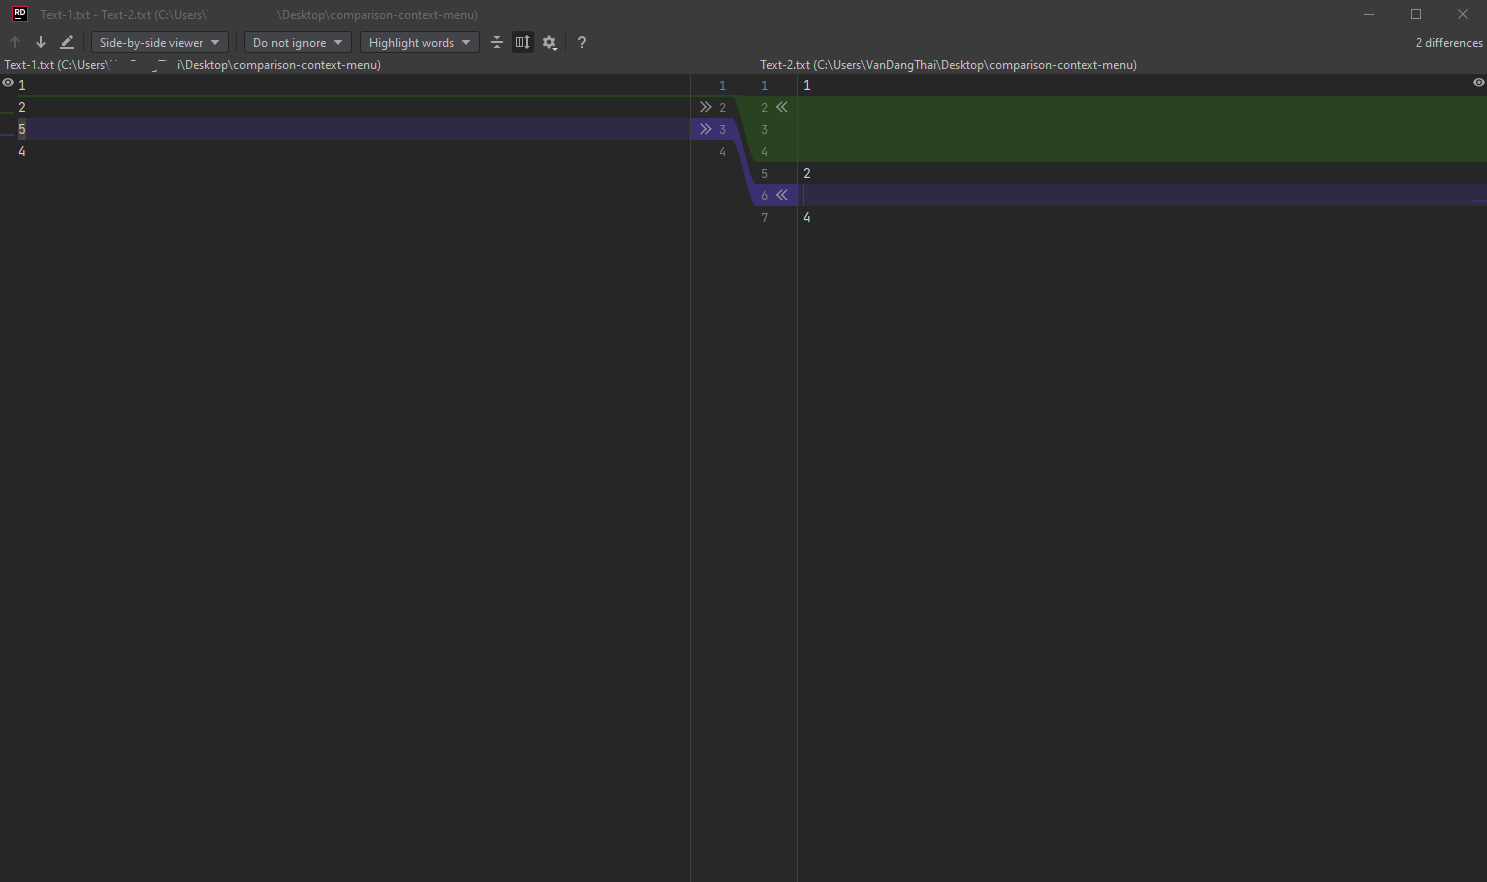 RD Text-1.txt - Text-2.txt (C:\Users\ \Desktop\comparison-context-menu)
Side-by-side viewer Do not ignore Highlight words ? 2 differences
Text-1.txt (C:\Users\ i\Desktop\comparison-context-menu) Text-2.txt (C:\Users\VanDangThai\Desktop\comparison-context-menu)
1 1 1 1
2 2 2
5 3 3
4 4 4
5 2
6
7 4